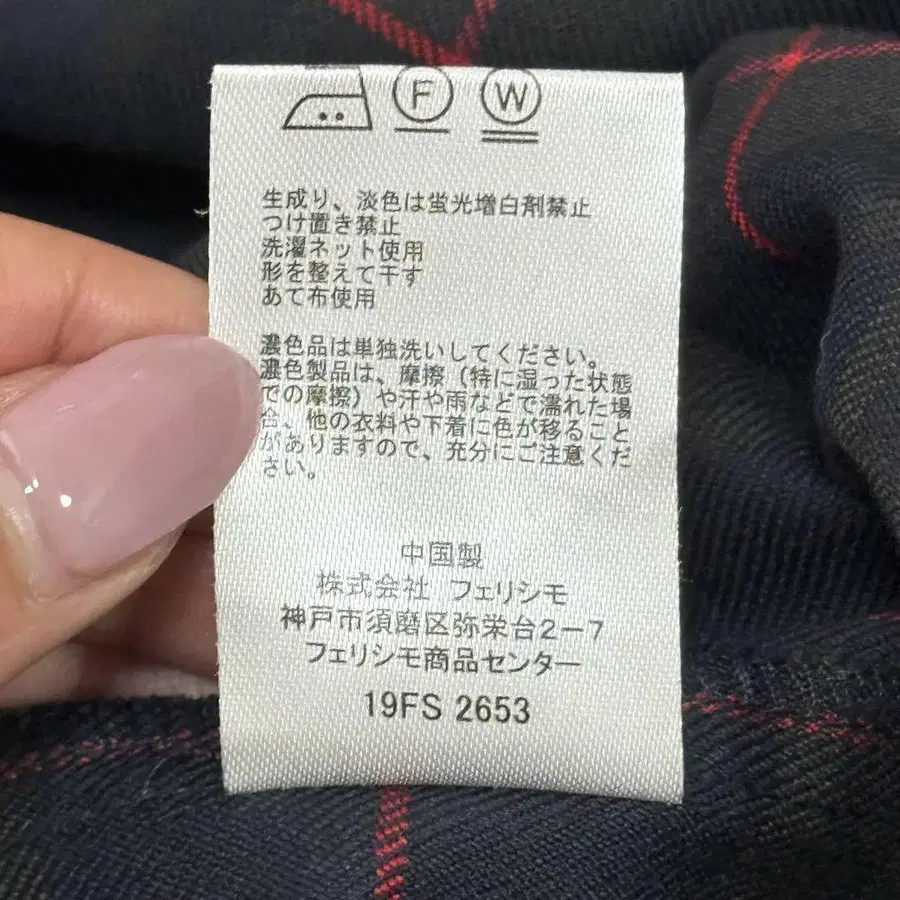 F W
生成り、淡色は蛍光増白剤禁止
つけ置き禁止
洗濯ネット使用
形を整えて干す
あて布使用
濃色品は単独洗いしてください。
濃色製品は、摩擦（特に湿った状態
での摩擦）や汗や雨などで濡れた場
合、他の衣料や下着に色が移ること
がありますので、充分にご注意くだ
さい。
中国製
株式会社 フェリシモ
神戸市須磨区弥栄台2-7
フェリシモ商品センター
19FS 2653